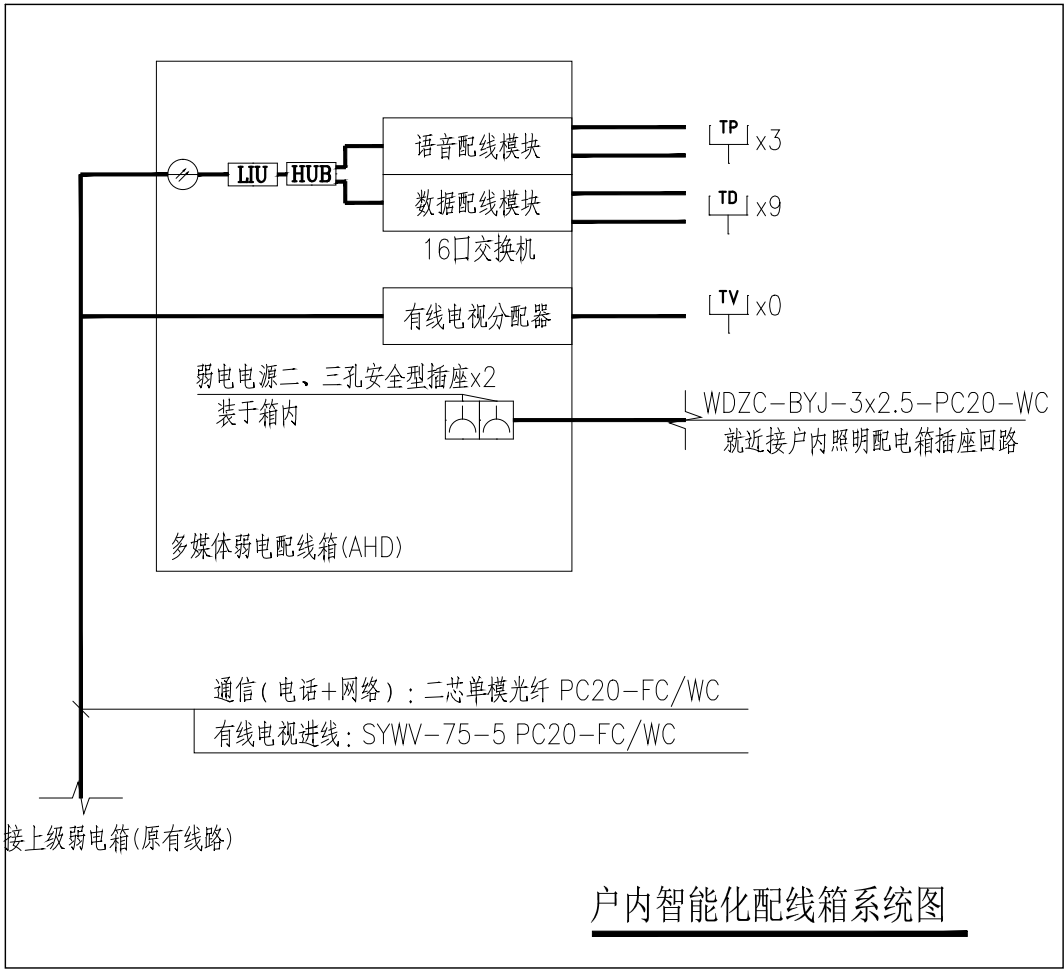 语音配线模块
TP x3
LIU HUB
数据配线模块
TD x9
16口交换机
有线电视分配器
TV x0
弱电电源二、三孔安全型插座x2
装于箱内
WDZC-BYJ-3x2.5-PC20-WC
就近接户内照明配电箱插座回路
多媒体弱电配线箱(AHD)
通信(电话+网络):二芯单模光纤 PC20-FC/WC
有线电视进线: SYWV-75-5 PC20-FC/WC
接上级弱电箱(原有线路)
户内智能化配线箱系统图